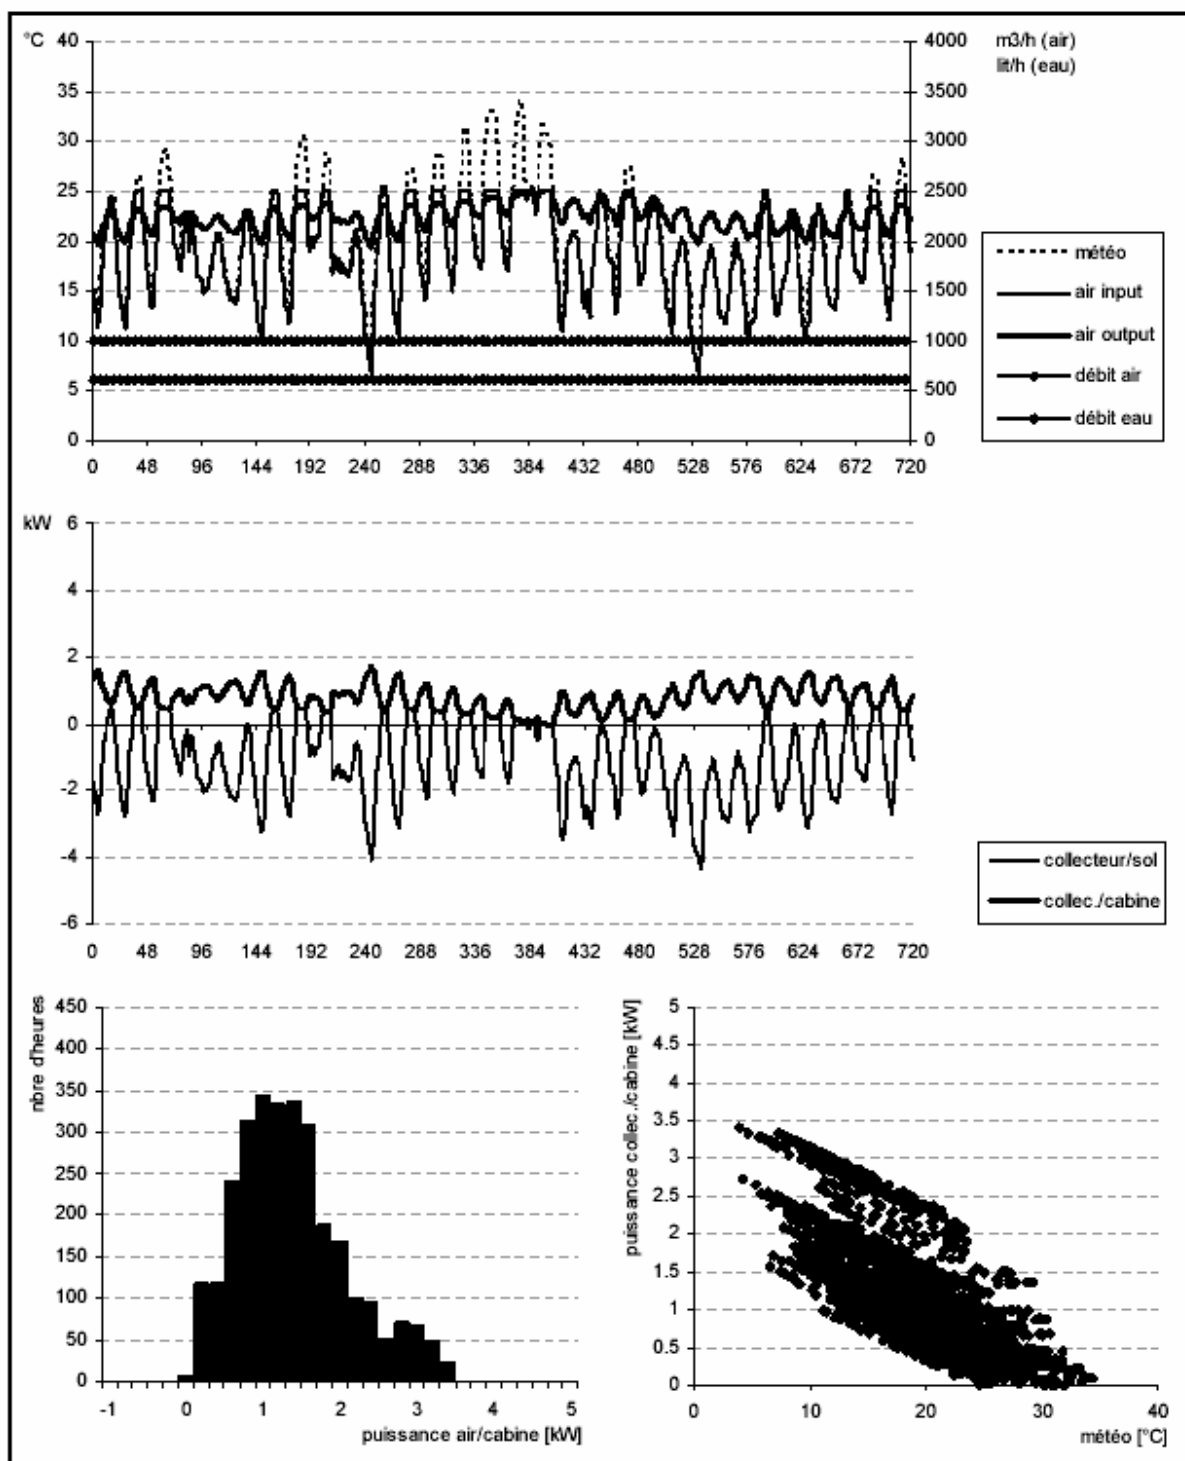 °C
40
35
30
25
20
15
10
5
0
4000
3500
3000
2500
2000
1500
1000
500
0
m3/h (air)
lit/h (eau)
météo
air input
air output
débit air
débit eau
0 48 96 144 192 240 288 336 384 432 480 528 576 624 672 720
kW
6
4
2
0
-2
-4
-6
collecteur/sol
collec./cabine
0 48 96 144 192 240 288 336 384 432 480 528 576 624 672 720
nbre d'heures
450
400
350
300
250
200
150
100
50
0
-1 0 1 2 3 4 5
puissance air/cabine [kW]
puissance collec./cabine [kW]
5
4.5
4
3.5
3
2.5
2
1.5
1
0.5
0
0 10 20 30 40
météo [°C]